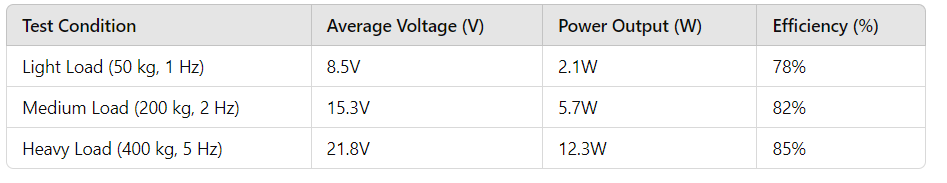 Test Condition Average Voltage (V) Power Output (W) Efficiency (%)
Light Load (50 kg, 1 Hz) 8.5V 2.1W 78%
Medium Load (200 kg, 2 Hz) 15.3V 5.7W 82%
Heavy Load (400 kg, 5 Hz) 21.8V 12.3W 85%